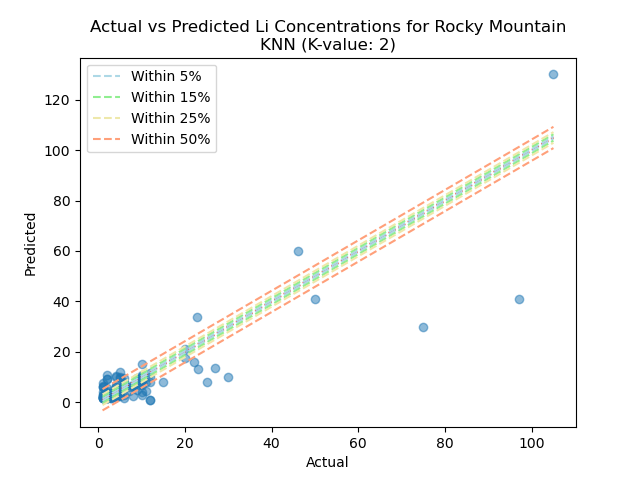 Actual vs Predicted Li Concentrations for Rocky Mountain
KNN (K-value: 2)
Within 5%
Within 15%
Within 25%
Within 50%
120
100
80
60
40
20
0
Predicted
0 20 40 60 80 100
Actual